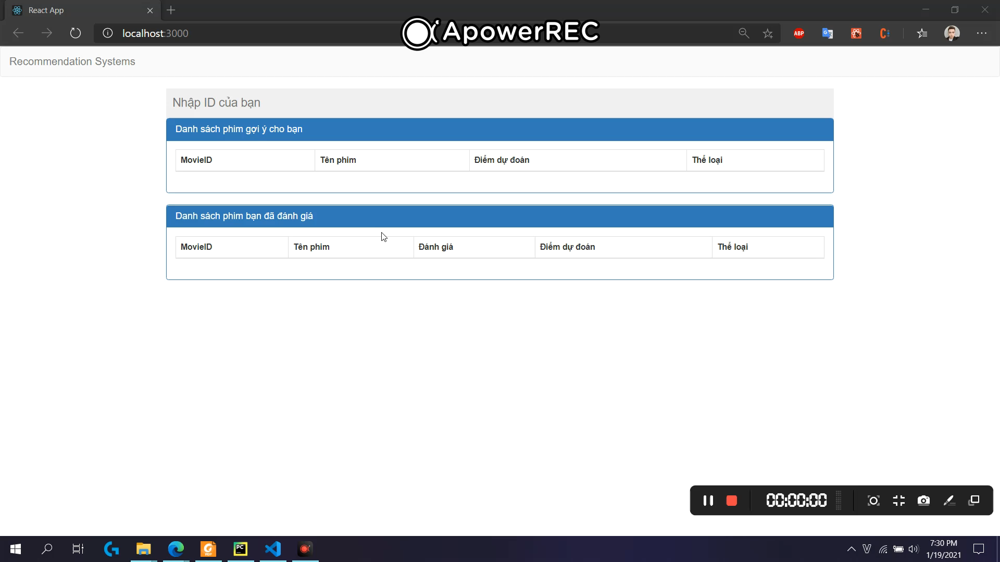 React App
ApowerREC
localhost:3000
ABP
Recommendation Systems
Nhập ID của bạn
Danh sách phim gợi ý cho bạn
MovieID Tên phim Điểm dự đoán Thể loại
Danh sách phim bạn đã đánh giá
MovieID Tên phim Đánh giá Điểm dự đoán Thể loại
00:00:00
PDF
PC
V
7:30 PM
1/19/2021